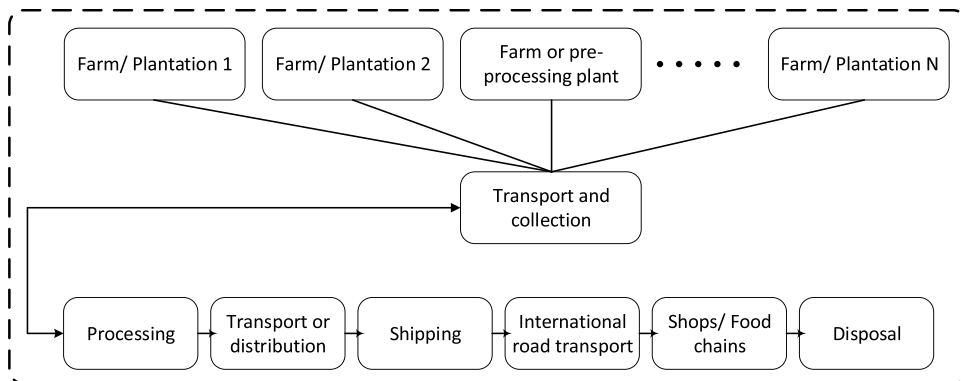 Farm/ Plantation 1
Farm/ Plantation 2
Farm or pre-
processing plant
Farm/ Plantation N
Transport and
collection
Processing
Transport or
distribution
Shipping
International
road transport
Shops/ Food
chains
Disposal